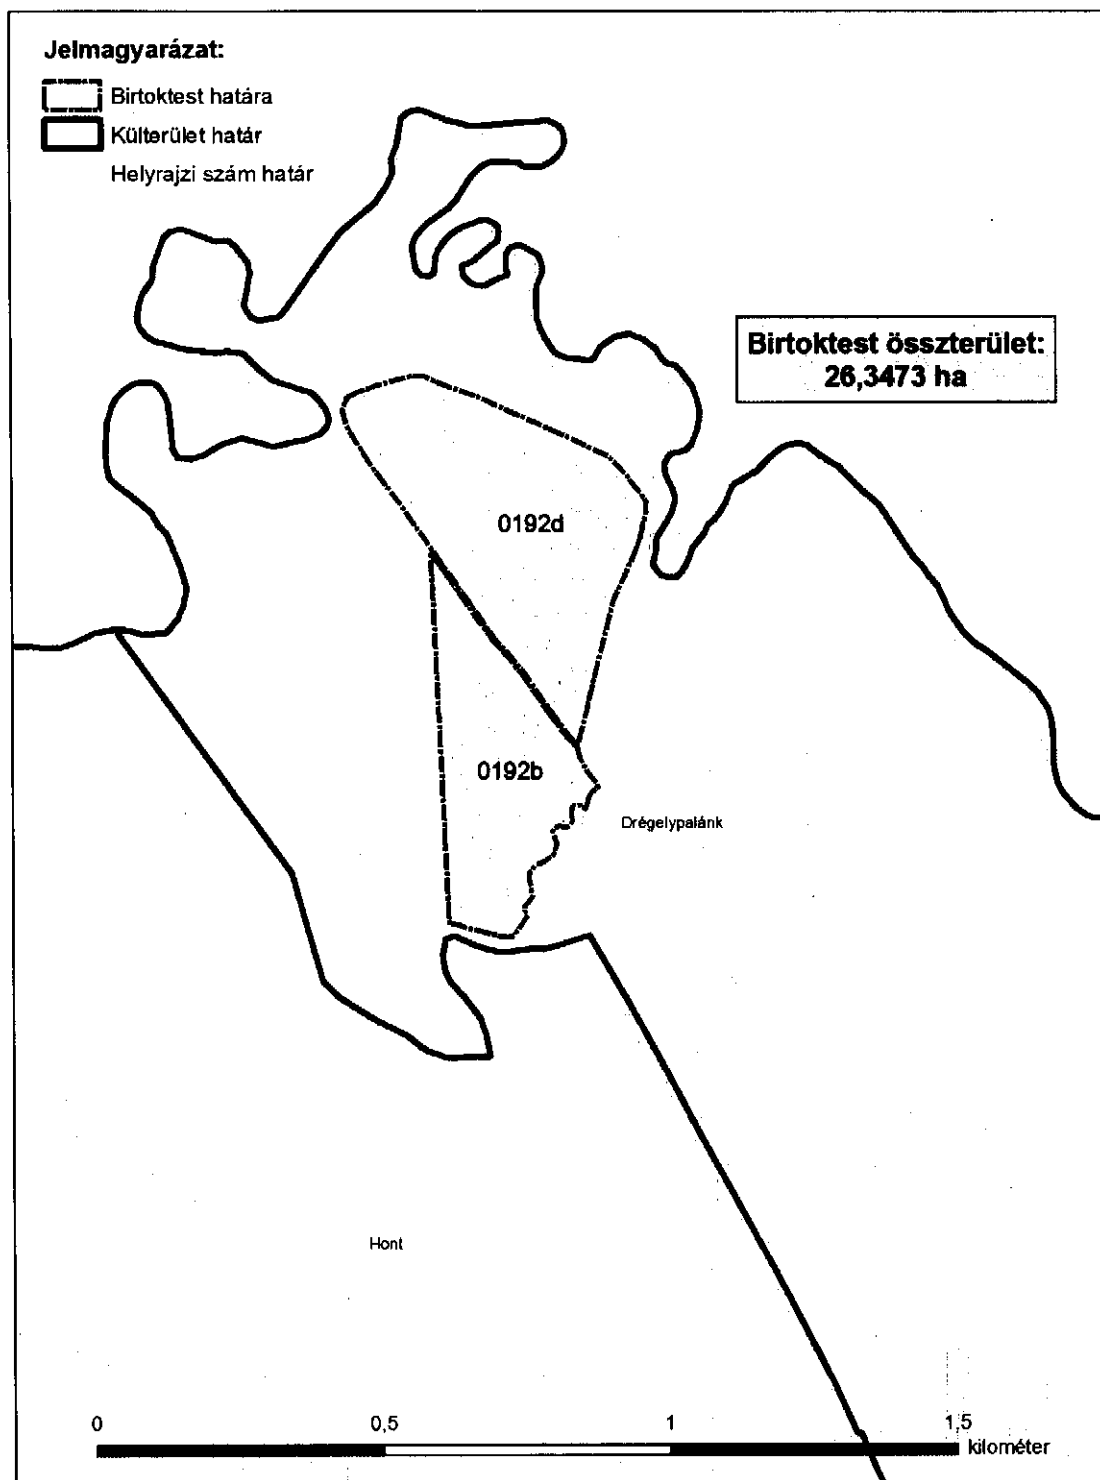 Jelmagyarázat:
Birtoktest határa
Külterület határ
Helyrajzi szám határ
Birtoktest összterület:
26,3473 ha
0192d
0192b
Drégelypalánk
Hont
0 0,5 1 1,5
kilométer